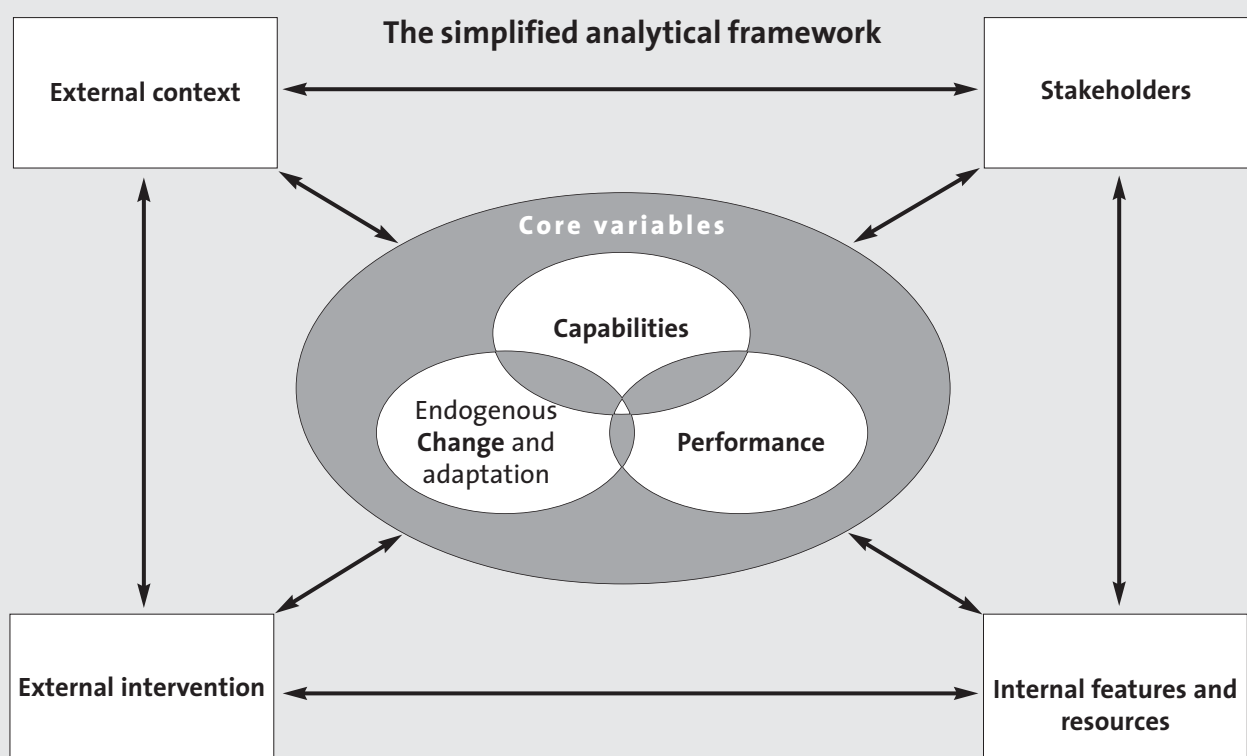 The simplified analytical framework
External context
Stakeholders
Core variables
Capabilities
Endogenous
Change and
adaptation
Performance
External intervention
Internal features and
resources